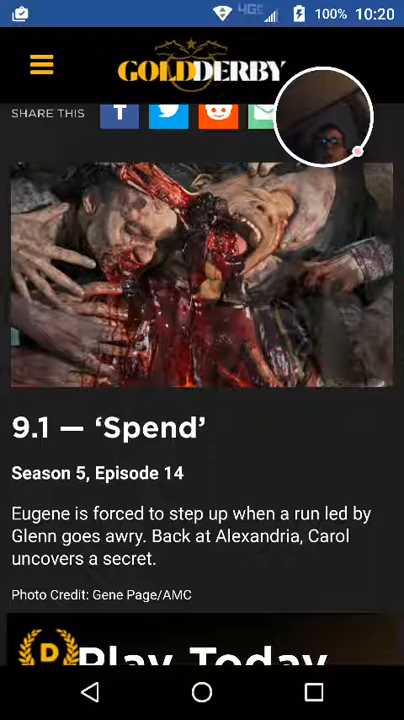 4G LTE
100% 10:20
GOLDDERBY
SHARE THIS
9.1 — ‘Spend’
Season 5, Episode 14
Eugene is forced to step up when a run led by
Glenn goes awry. Back at Alexandria, Carol
uncovers a secret.
Photo Credit: Gene Page/AMC
D
Play Today